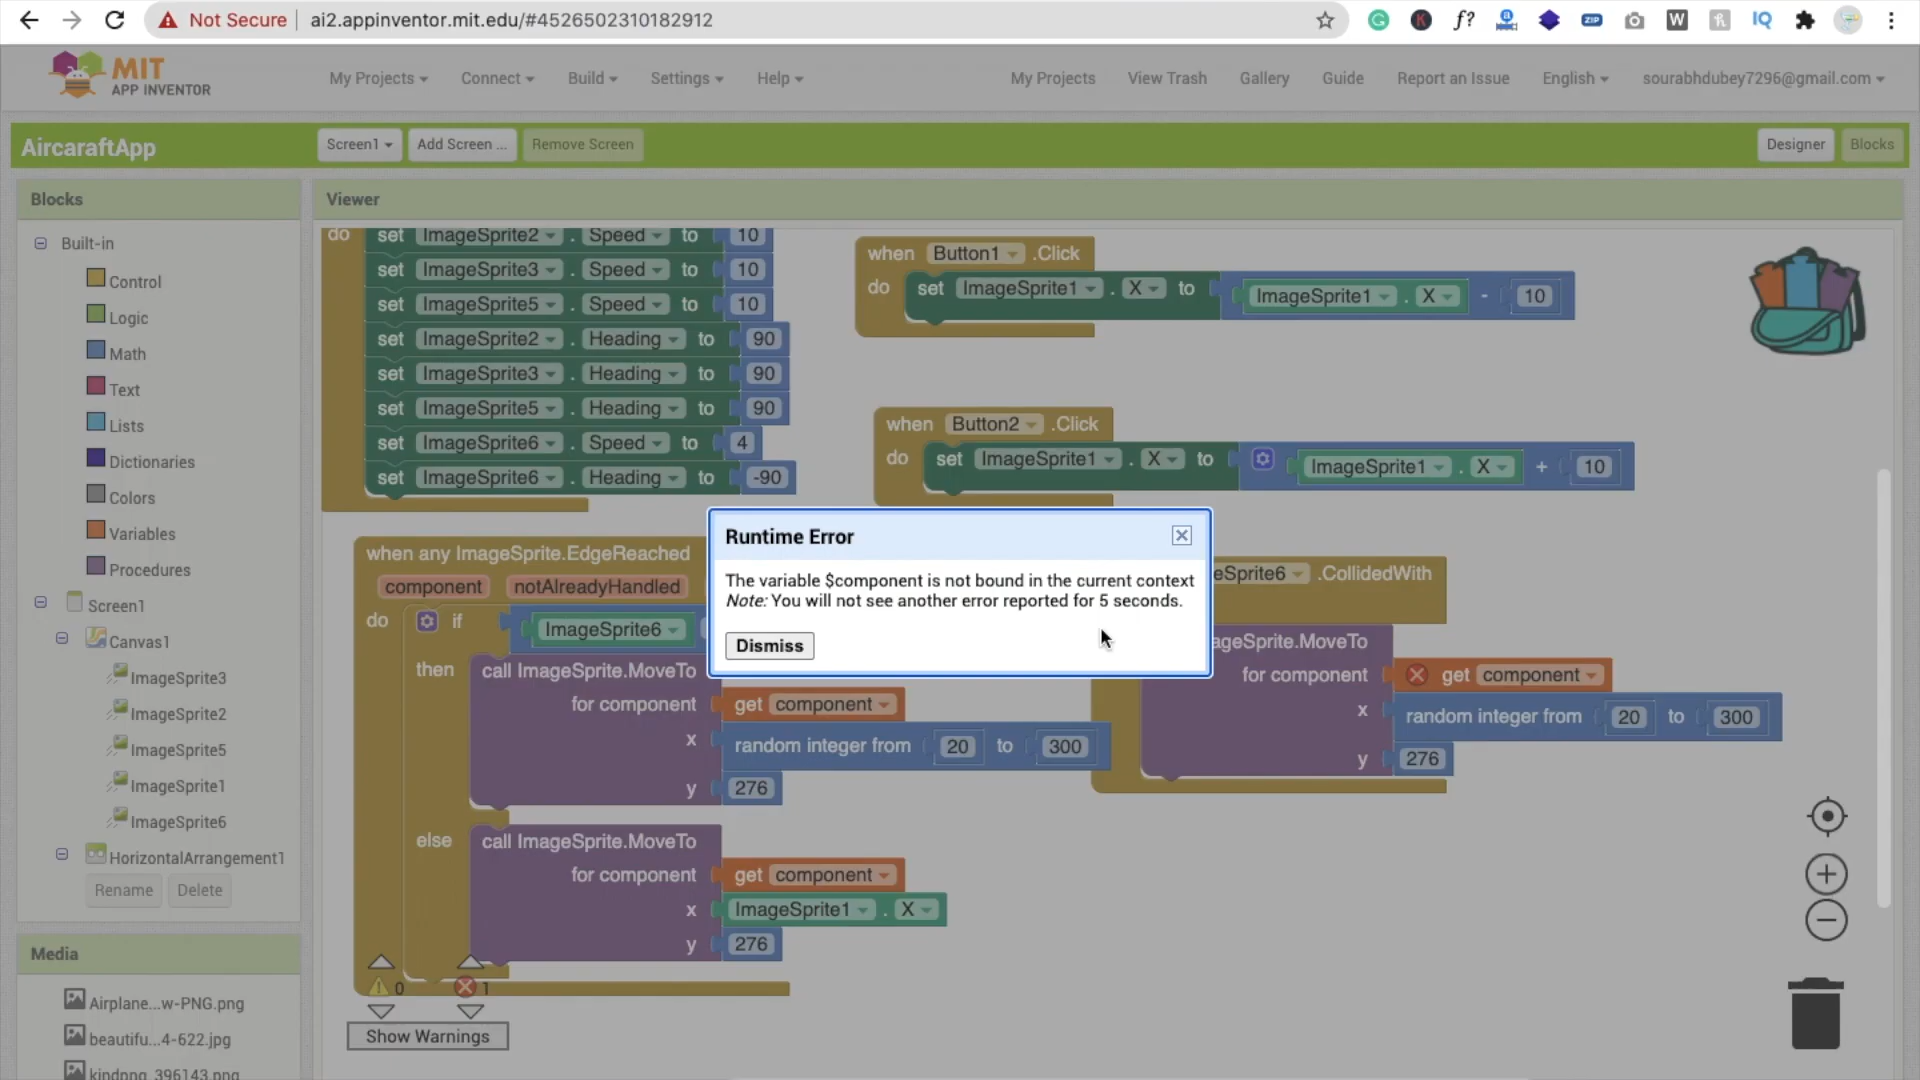 Not Secure
ai2.appinventor.mit.edu/#4526502310182912
MIT
APP INVENTOR
My Projects
Connect
Build
Settings
Help
My Projects
View Trash
Gallery
Guide
Report an Issue
English
sourabhdubey7296@gmail.com
AircaraftApp
Screen1
Add Screen ...
Remove Screen
Designer
Blocks
Blocks
Built-in
Control
Logic
Math
Text
Lists
Dictionaries
Colors
Variables
Procedures
Screen1
Canvas1
ImageSprite3
ImageSprite2
ImageSprite5
ImageSprite1
ImageSprite6
HorizontalArrangement1
Rename
Delete
Media
Airplane...w-PNG.png
beautifu...4-622.jpg
kindpng_396143.png
Viewer
do set ImageSprite2 . Speed to 10
set ImageSprite3 . Speed to 10
set ImageSprite5 . Speed to 10
set ImageSprite2 . Heading to 90
set ImageSprite3 . Heading to 90
set ImageSprite5 . Heading to 90
set ImageSprite6 . Speed to 4
set ImageSprite6 . Heading to -90
when Button1 .Click
do set ImageSprite1 . X to ImageSprite1 . X - 10
when Button2 .Click
do set ImageSprite1 . X to ImageSprite1 . X + 10
when any ImageSprite.EdgeReached
component notAlreadyHandled
do if ImageSprite6
then call ImageSprite.MoveTo
for component get component
x random integer from 20 to 300
y 276
else call ImageSprite.MoveTo
for component get component
x ImageSprite1 . X
y 276
0 1
Show Warnings
Runtime Error
The variable $component is not bound in the current context
Note: You will not see another error reported for 5 seconds.
Dismiss
eSprite6 .CollidedWith
ageSprite.MoveTo
for component get component
x random integer from 20 to 300
y 276
ZIP
W
IQ
K
f?